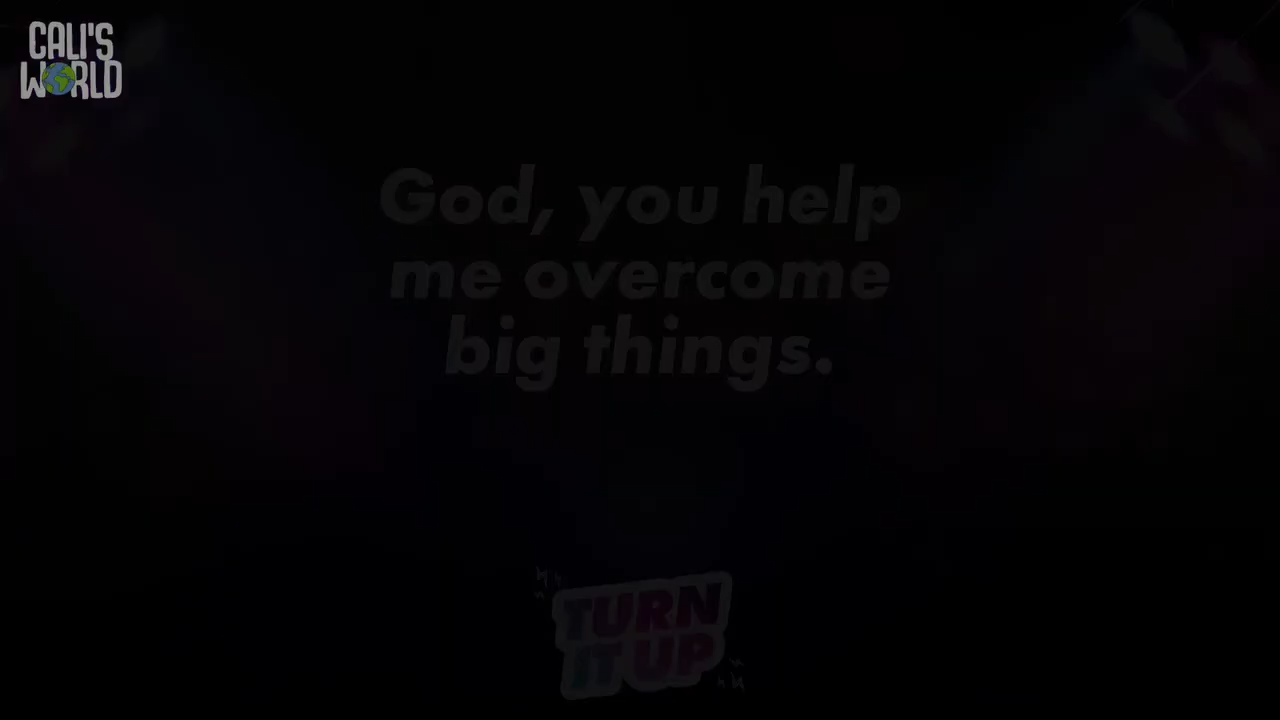 CALI'S
WORLD
God, you help
me overcome
big things.
TURN
IT UP